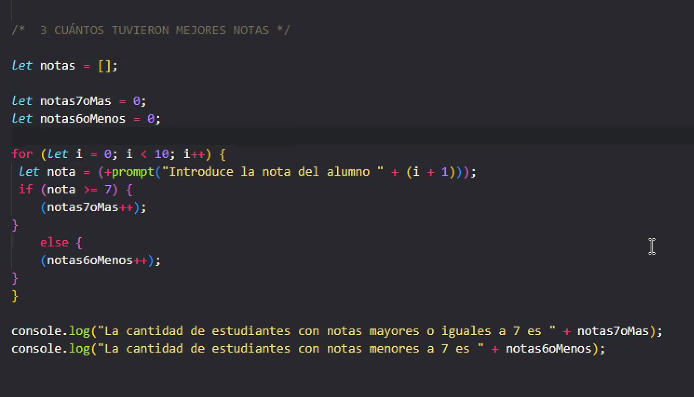 /*  3 CUÁNTOS TUVIERON MEJORES NOTAS */
let notas = [];
let notas7oMas = 0;
let notas6oMenos = 0;
for (let i = 0; i < 10; i++) {
let nota = (+prompt("Introduce la nota del alumno " + (i + 1)));
if (nota >= 7) {
(notas7oMas++);
}
else {
(notas6oMenos++);
}
}
console.log("La cantidad de estudiantes con notas mayores o iguales a 7 es " + notas7oMas);
console.log("La cantidad de estudiantes con notas menores a 7 es " + notas6oMenos);